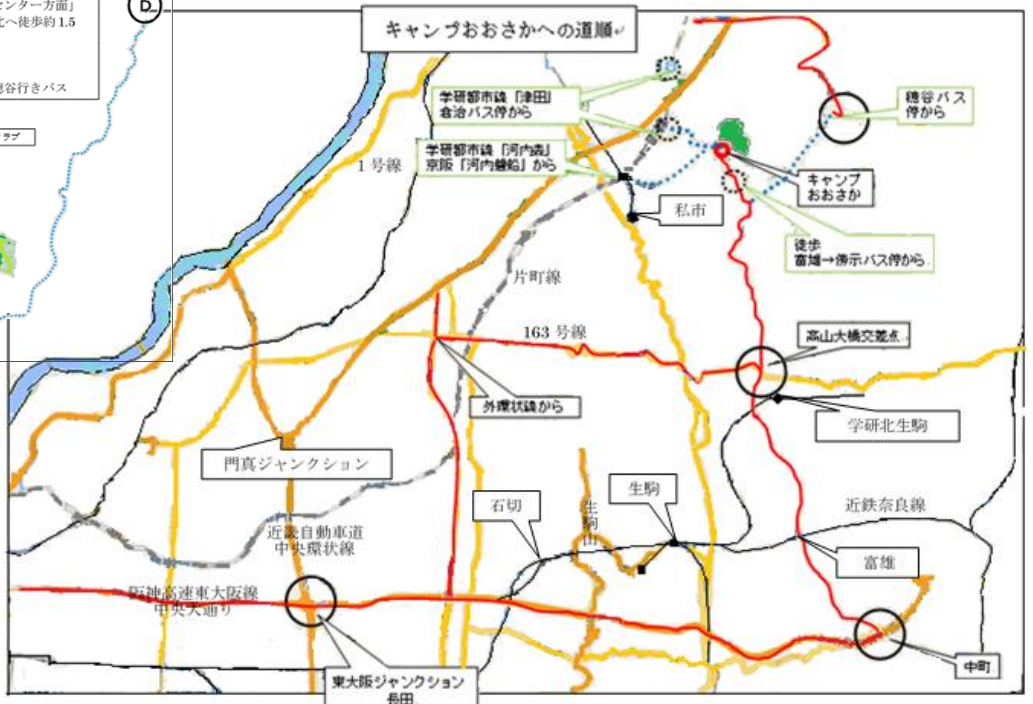 センター方面」
北へ徒歩約 1.5
穂谷行きバス
ラブ
D
キャンプおおさかへの道順
学研都市線「津田」
倉治バス停から
学研都市線「河内森」
京阪「河内磐船」から
穂谷バス
停から
1 号線
キャンプ
おおさか
私市
徒歩
富雄→傍示バス停から
片町線
163 号線
高山大橋交差点
外環状線から
学研北生駒
門真ジャンクション
石切
生駒
生駒山
近鉄奈良線
近畿自動車道
中央環状線
富雄
阪神高速東大阪線
中央大通り
中町
東大阪ジャンクション
長田